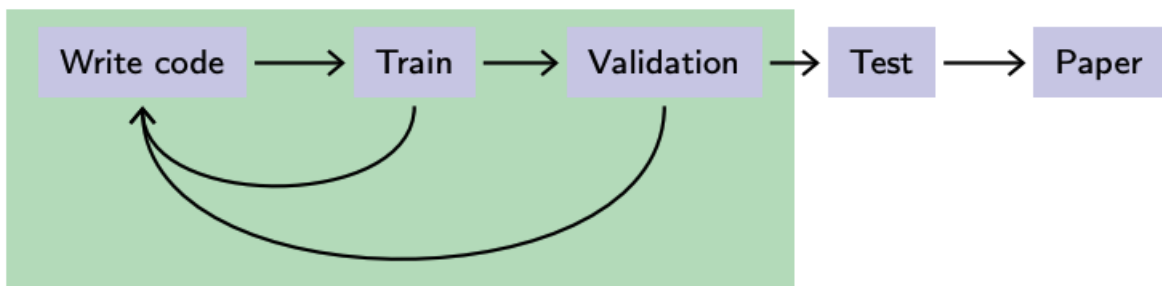 Write code
Train
Validation
Test
Paper